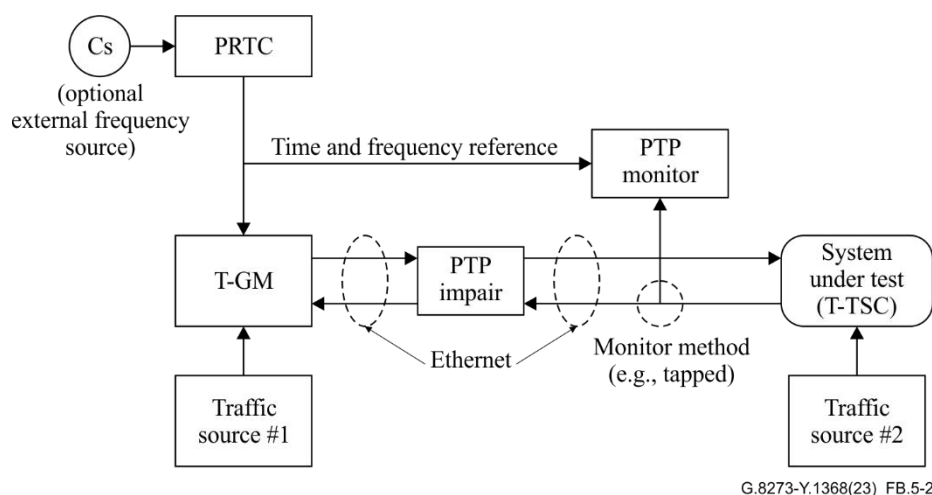 Cs
PRTC
(optional
external frequency
source)
Time and frequency reference
PTP
monitor
T-GM
PTP
impair
System
under test
(T-TSC)
Ethernet
Monitor method
(e.g., tapped)
Traffic
source #1
Traffic
source #2
G.8273-Y.1368(23) FB.5-2